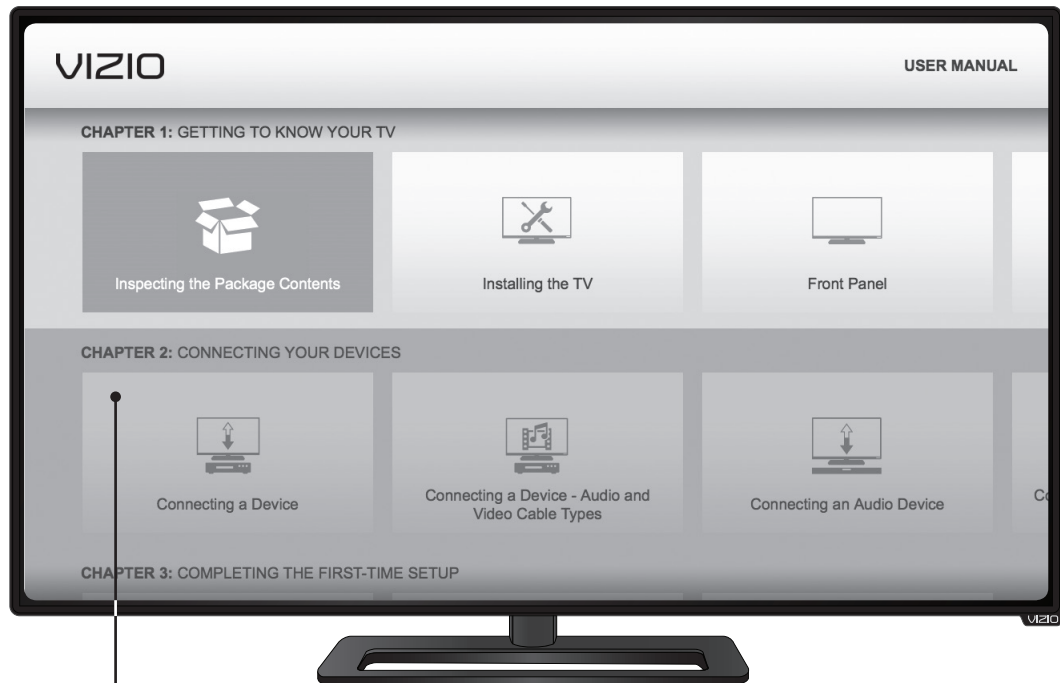 VIZIO
USER MANUAL
CHAPTER 1: GETTING TO KNOW YOUR TV
Inspecting the Package Contents
Installing the TV
Front Panel
CHAPTER 2: CONNECTING YOUR DEVICES
Connecting a Device
Connecting a Device - Audio and
Video Cable Types
Connecting an Audio Device
CHAPTER 3: COMPLETING THE FIRST-TIME SETUP
VIZIO